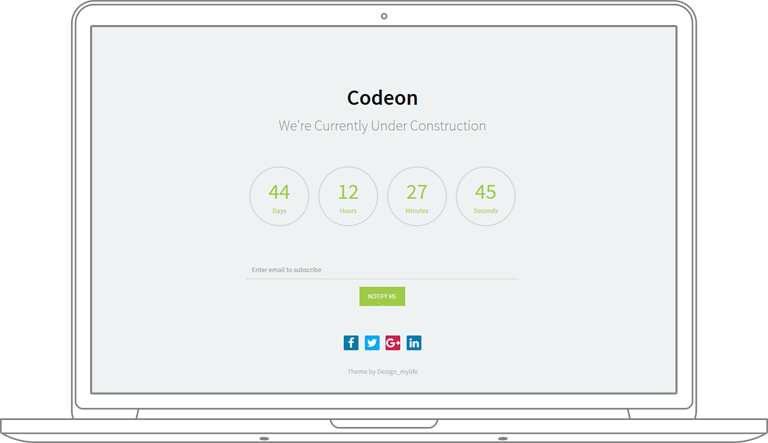 Codeon
We're Currently Under Construction
44 12 27 45
Days Hours Minutes Seconds
Enter email to subscribe
NOTIFY ME
f G+ in
Theme by Design_mylife